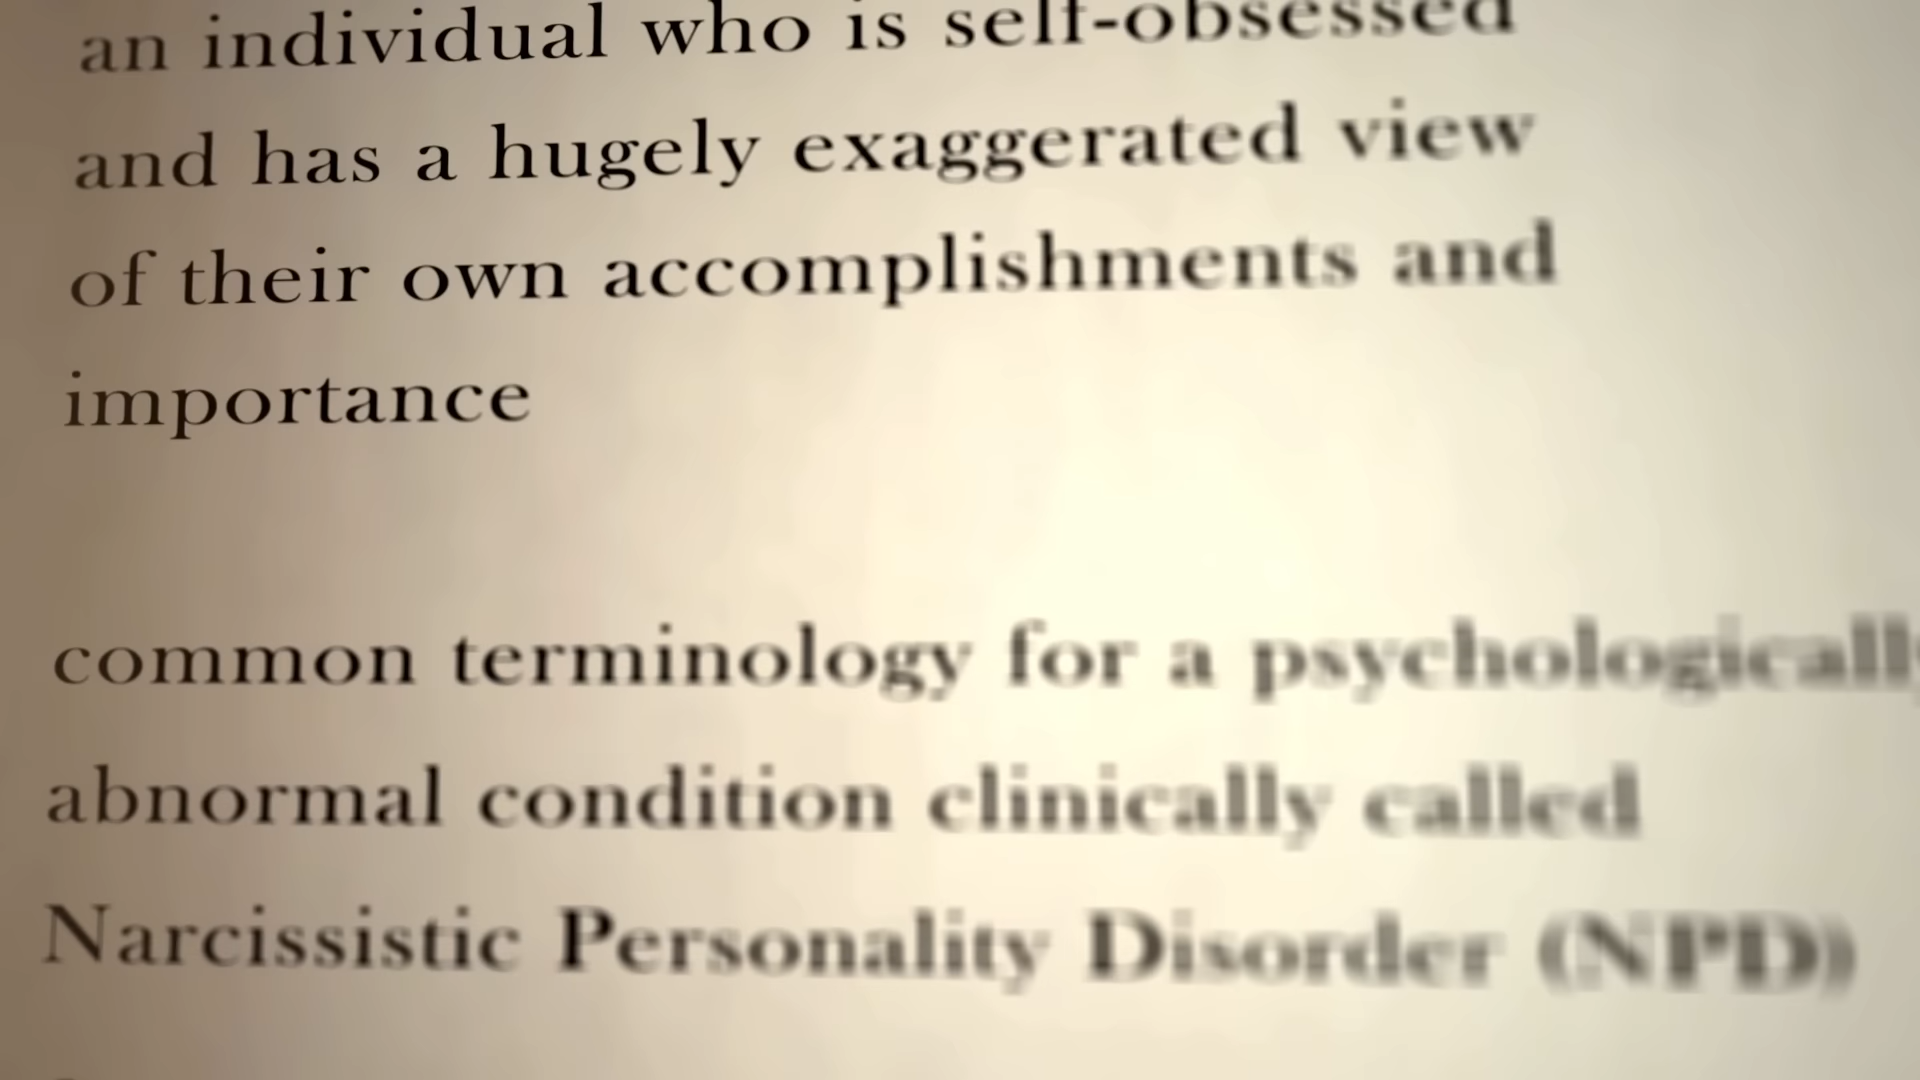 an individual who is self-obsessed
and has a hugely exaggerated view
of their own accomplishments and
importance
common terminology for a psychologically
abnormal condition clinically called
Narcissistic Personality Disorder (NPD)